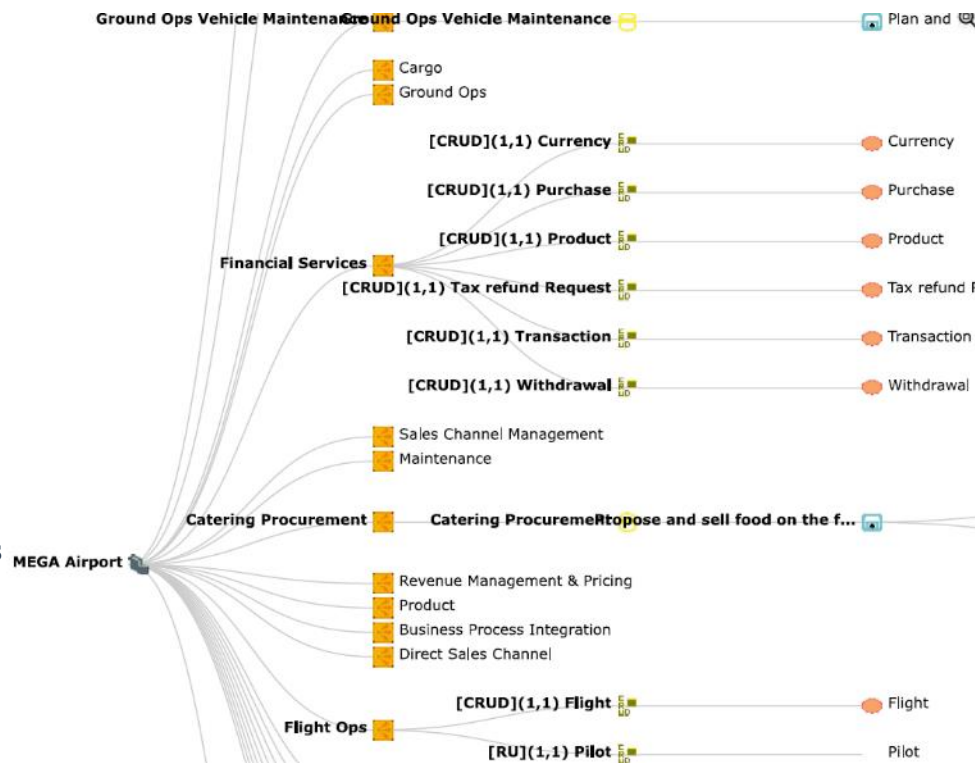 Ground Ops Vehicle Maintenance Ground Ops Vehicle Maintenance Plan and
Cargo
Ground Ops
[CRUD](1,1) Currency Currency
[CRUD](1,1) Purchase Purchase
[CRUD](1,1) Product Product
Financial Services
[CRUD](1,1) Tax refund Request Tax refund
[CRUD](1,1) Transaction Transaction
[CRUD](1,1) Withdrawal Withdrawal
Sales Channel Management
Maintenance
Catering Procurement Catering Procurement Propose and sell food on the f...
MEGA Airport
Revenue Management & Pricing
Product
Business Process Integration
Direct Sales Channel
[CRUD](1,1) Flight Flight
Flight Ops
[RU](1,1) Pilot Pilot